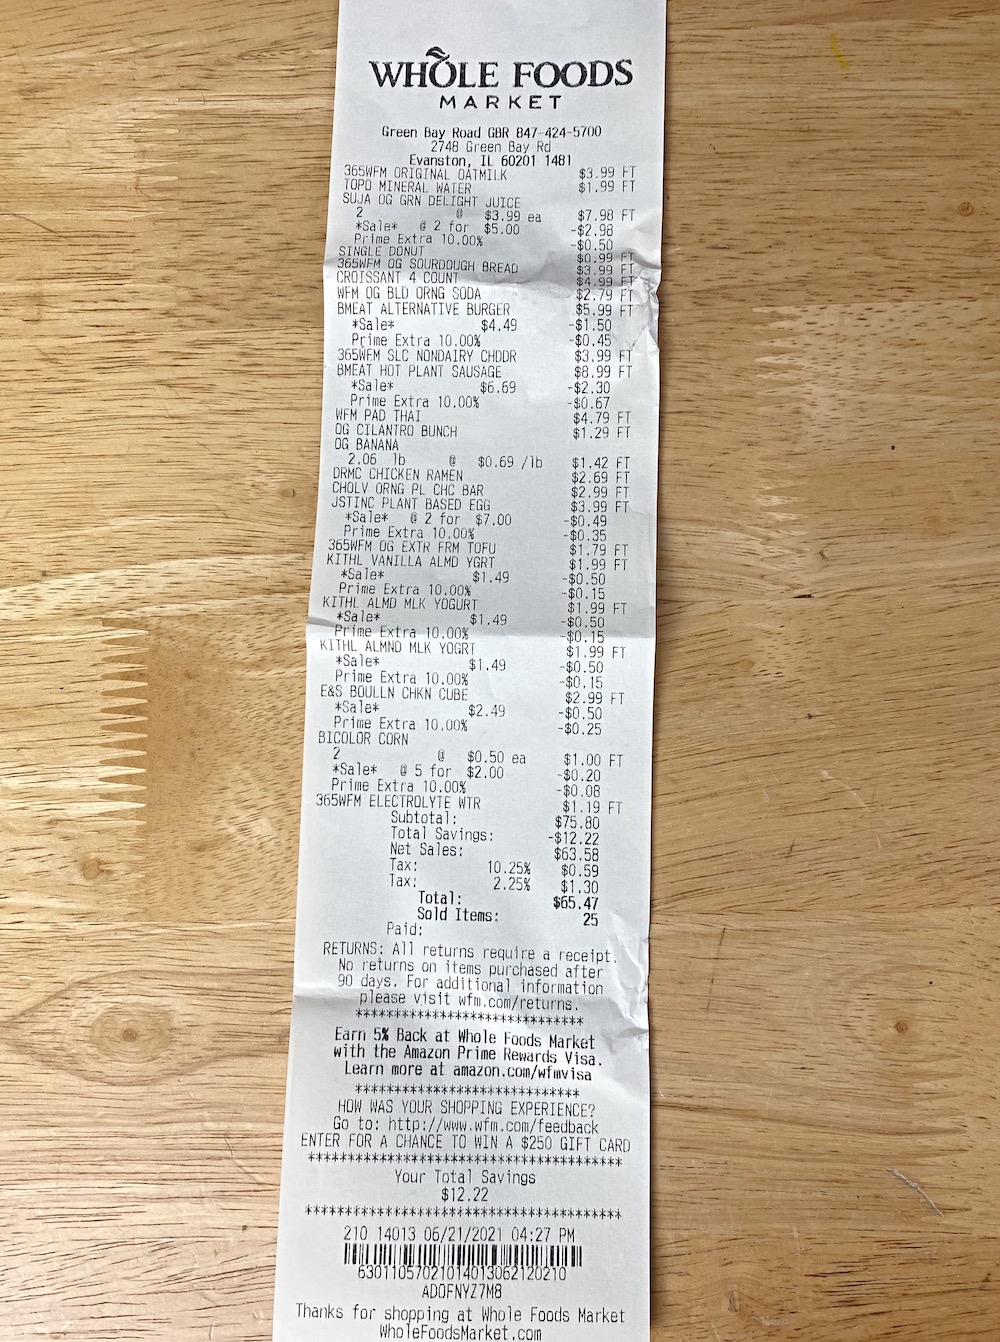 WHOLE FOODS
MARKET
Green Bay Road GBR 847-424-5700
2748 Green Bay Rd
Evanston, IL 60201 1481
365WFM ORIGINAL OATMILK $3.99 FT
TOPO MINERAL WATER $1.99 FT
SUJA OG GRN DELIGHT JUICE
2 @ $3.99 ea $7.98 FT
*Sale* @ 2 for $5.00 -$2.98
Prime Extra 10.00% -$0.50
SINGLE DONUT $0.99 FT
365WFM OG SOURDOUGH BREAD $3.99 FT
CROISSANT 4 COUNT $4.99 FT
WFM OG BLD ORNG SODA $2.79 FT
BMEAT ALTERNATIVE BURGER $5.99 FT
*Sale* $4.49 -$1.50
Prime Extra 10.00% -$0.45
365WFM SLC NONDAIRY CHDDR $3.99 FT
BMEAT HOT PLANT SAUSAGE $8.99 FT
*Sale* $6.69 -$2.30
Prime Extra 10.00% -$0.67
WFM PAD THAI $4.79 FT
OG CILANTRO BUNCH $1.29 FT
OG BANANA
2.06 lb @ $0.69 /lb $1.42 FT
DRMC CHICKEN RAMEN $2.69 FT
CHOLV ORNG PL CHC BAR $2.99 FT
JSTINC PLANT BASED EGG $3.99 FT
*Sale* @ 2 for $7.00 -$0.49
Prime Extra 10.00% -$0.35
365WFM OG EXTR FRM TOFU $1.79 FT
KITHL VANILLA ALMD YGRT $1.99 FT
*Sale* $1.49 -$0.50
Prime Extra 10.00% -$0.15
KITHL ALMD MLK YOGURT $1.99 FT
*Sale* $1.49 -$0.50
Prime Extra 10.00% -$0.15
KITHL ALMND MLK YOGRT $1.99 FT
*Sale* $1.49 -$0.50
Prime Extra 10.00% -$0.15
E&S BOULLN CHKN CUBE $2.99 FT
*Sale* $2.49 -$0.50
Prime Extra 10.00% -$0.25
BICOLOR CORN
2 @ $0.50 ea $1.00 FT
*Sale* @ 5 for $2.00 -$0.20
Prime Extra 10.00% -$0.08
365WFM ELECTROLYTE WTR $1.19 FT
Subtotal: $75.80
Total Savings: -$12.22
Net Sales: $63.58
Tax: 10.25% $0.59
Tax: 2.25% $1.30
Total: $65.47
Sold Items: 25
Paid:
RETURNS: All returns require a receipt.
No returns on items purchased after
90 days. For additional information
please visit wfm.com/returns.
*****************************
Earn 5% Back at Whole Foods Market
with the Amazon Prime Rewards Visa.
Learn more at amazon.com/wfmvisa
*****************************
HOW WAS YOUR SHOPPING EXPERIENCE?
Go to: http://www.wfm.com/feedback
ENTER FOR A CHANCE TO WIN A $250 GIFT CARD
****************************************
Your Total Savings
$12.22
****************************************
210 14013 06/21/2021 04:27 PM
63011057021014013062120210
ADOFNYZ7M8
Thanks for shopping at Whole Foods Market
WholeFoodsMarket.com